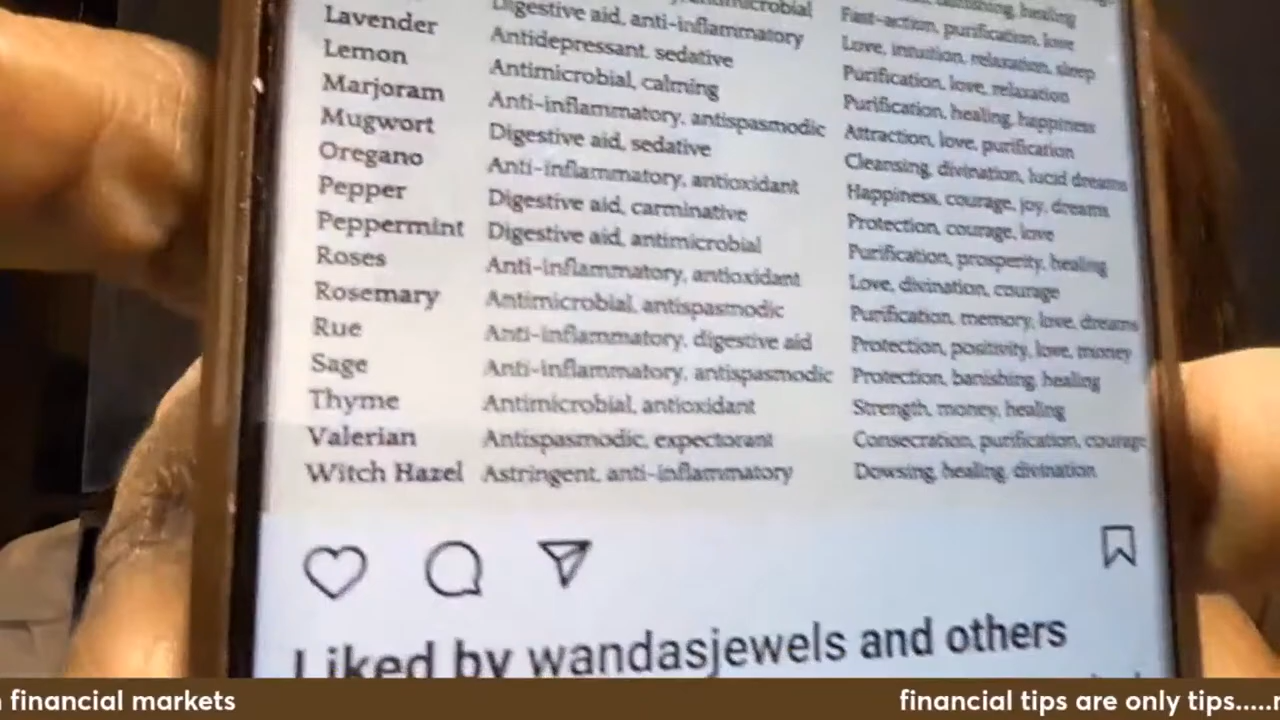 healing
Fast-action, purification, love
Digestive aid, anti-inflammatory Love, intuition, relaxation, sleep
Lavender Antidepressant, sedative Purification, love, relaxation
Lemon Antimicrobial, calming Purification, healing, happiness
Marjoram Anti-inflammatory, antispasmodic Attraction, love, purification
Mugwort Digestive aid, sedative Cleansing, divination, lucid dreams
Oregano Anti-inflammatory, antioxidant Happiness, courage, joy, dreams
Pepper Digestive aid, carminative Protection, courage, love
Peppermint Digestive aid, antimicrobial Purification, prosperity, healing
Roses Anti-inflammatory, antioxidant Love, divination, courage
Rosemary Antimicrobial, antispasmodic Purification, memory, love, dreams
Rue Anti-inflammatory, digestive aid Protection, positivity, love, money
Sage Anti-inflammatory, antispasmodic Protection, banishing, healing
Thyme Antimicrobial, antioxidant Strength, money, healing
Valerian Antispasmodic, expectorant Consecration, purification, courage
Witch Hazel Astringent, anti-inflammatory Dowsing, healing, divination
Liked by wandasjewels and others
financial markets financial tips are only tips.....